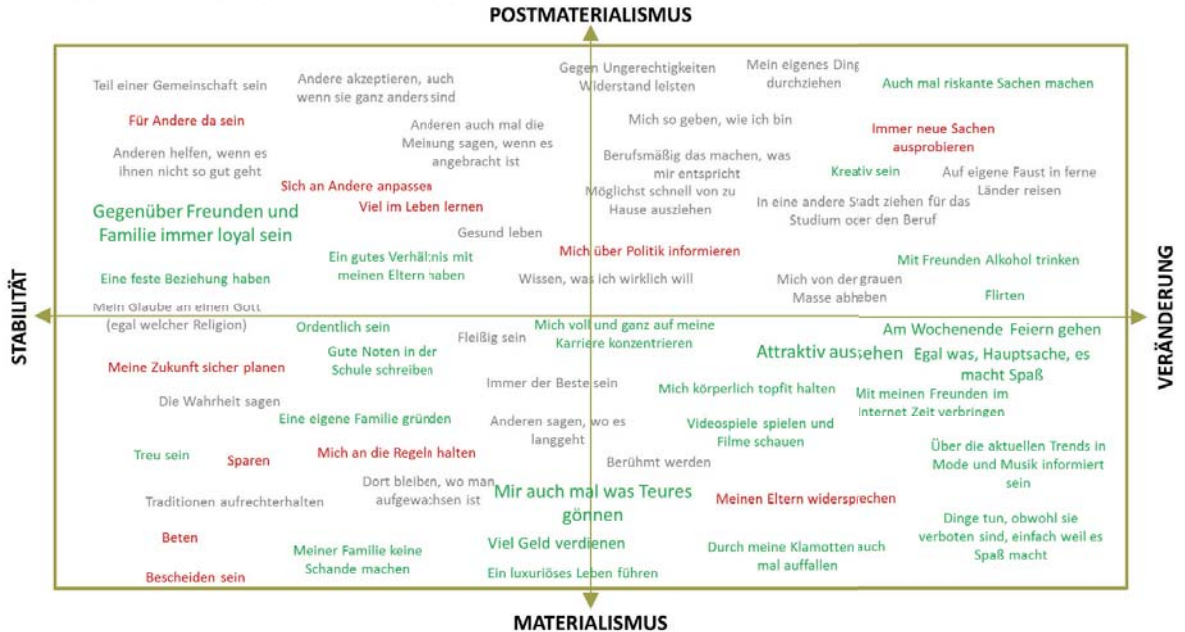 POSTMATERIALISMUS
Teil einer Gemeinschaft sein
Andere akzeptieren, auch
wenn sie ganz anders sind
Gegen Ungerechtigkeiten
Widerstand leisten
Mein eigenes Ding
durchziehen
Auch mal riskante Sachen machen
Für Andere da sein
Anderen auch mal die
Meinung sagen, wenn es
angebracht ist
Mich so geben, wie ich bin
Immer neue Sachen
ausprobieren
Anderen helfen, wenn es
ihnen nicht so gut geht
Berufsmäßig das machen, was
mir entspricht
Kreativ sein
Auf eigene Faust in ferne
Länder reisen
Sich an Andere anpassen
Viel im Leben lernen
Möglichst schnell von zu
Hause ausziehen
In eine andere Stadt ziehen für das
Studium oder den Beruf
Gegenüber Freunden und
Familie immer loyal sein
Gesund leben
Mich über Politik informieren
Ein gutes Verhältnis mit
meinen Eltern haben
Mit Freunden Alkohol trinken
Eine feste Beziehung haben
Wissen, was ich wirklich will
Mich von der grauen
Masse abheben
Flirten
STABILITÄT
VERÄNDERUNG
Mein Glaube an einen Gott
(egal welcher Religion)
Ordentlich sein
Fleißig sein
Mich voll und ganz auf meine
Karriere konzentrieren
Am Wochenende Feiern gehen
Meine Zukunft sicher planen
Gute Noten in der
Schule schreiben
Attraktiv aussehen
Egal was, Hauptsache, es
macht Spaß
Immer der Beste sein
Mich körperlich topfit halten
Mit meinen Freunden im
Internet Zeit verbringen
Die Wahrheit sagen
Eine eigene Familie gründen
Anderen sagen, wo es
langgeht
Videospiele spielen und
Filme schauen
Treu sein
Sparen
Mich an die Regeln halten
Berühmt werden
Über die aktuellen Trends in
Mode und Musik informiert
sein
Traditionen aufrechterhalten
Dort bleiben, wo man
aufgewachsen ist
Mir auch mal was Teures
gönnen
Meinen Eltern widersprechen
Beten
Meiner Familie keine
Schande machen
Viel Geld verdienen
Durch meine Klamotten auch
mal auffallen
Dinge tun, obwohl sie
verboten sind, einfach weil es
Spaß macht
Bescheiden sein
Ein luxuriöses Leben führen
MATERIALISMUS